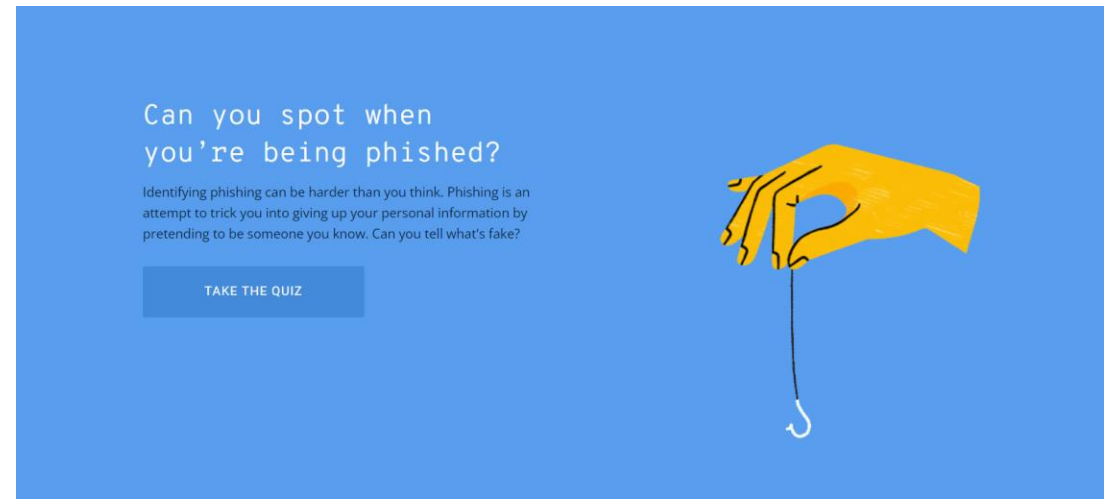 Can you spot when
you’re being phished?
Identifying phishing can be harder than you think. Phishing is an
attempt to trick you into giving up your personal information by
pretending to be someone you know. Can you tell what's fake?
TAKE THE QUIZ